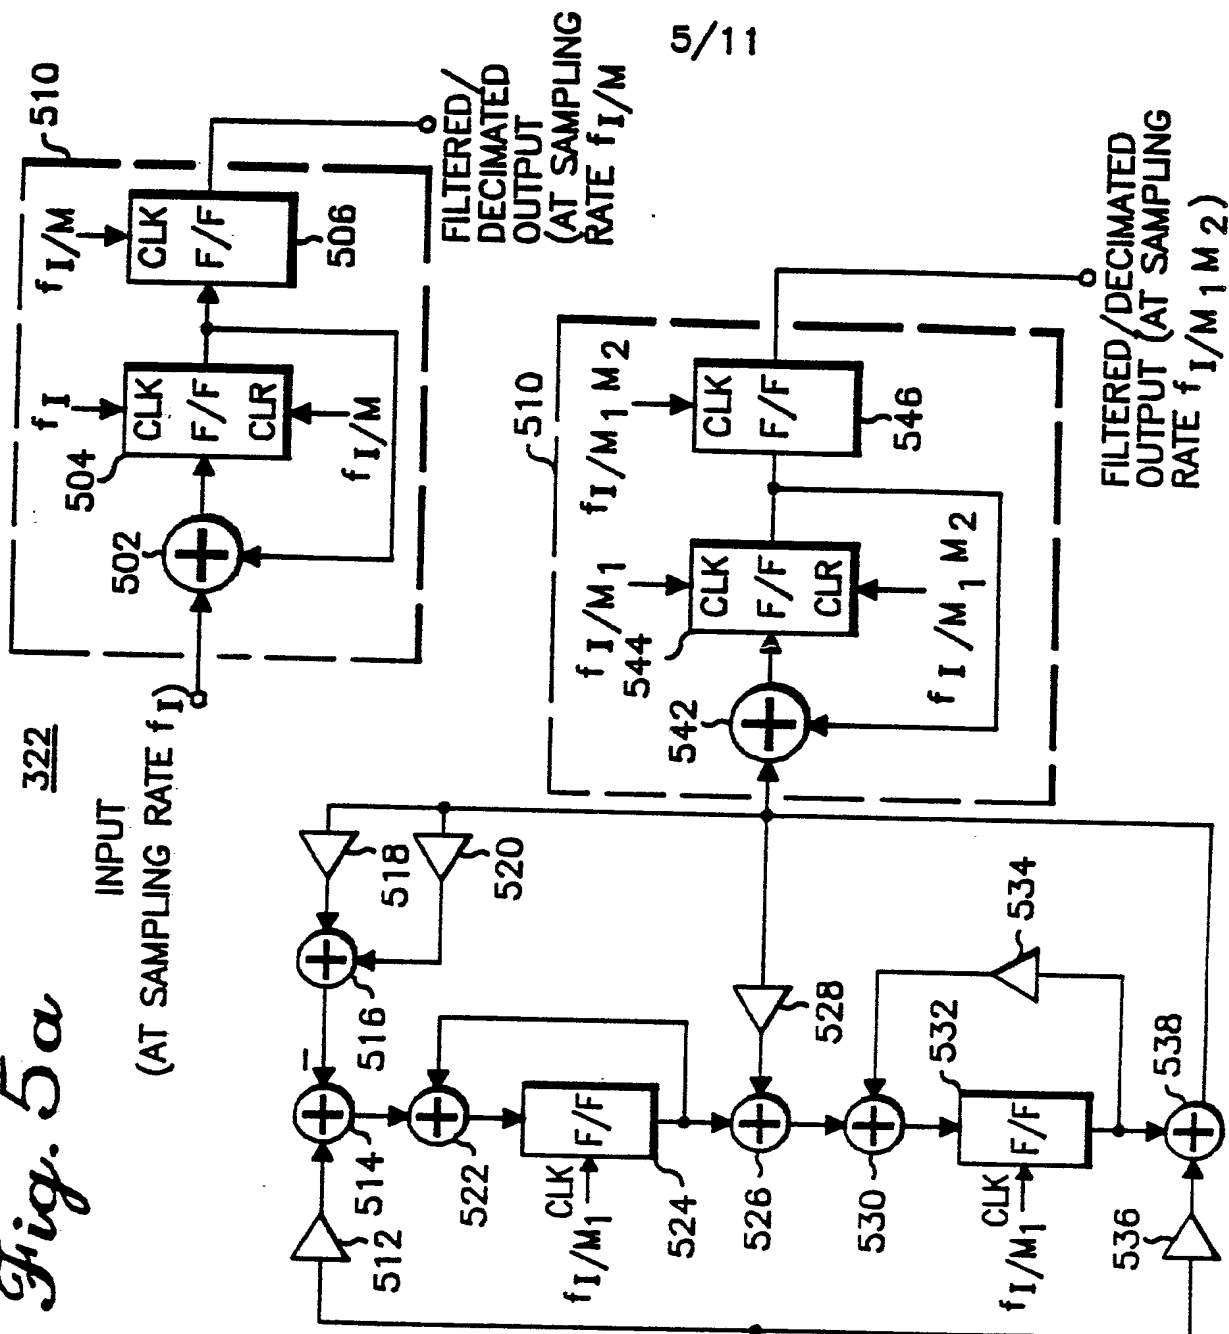 5/11
Fig. 5a
322
INPUT
(AT SAMPLING RATE fI)
510
502
504
fI
CLK
F/F
CLR
fI/M
fI/M
CLK
F/F
506
FILTERED/
DECIMATED
OUTPUT
(AT SAMPLING
RATE fI/M
512
514
516
518
520
522
524
fI/M1
CLK
F/F
526
528
530
532
fI/M1
CLK
F/F
534
536
538
510
542
544
fI/M1
CLK
F/F
CLR
fI/M1 M2
fI/M1 M2
CLK
F/F
546
FILTERED/DECIMATED
OUTPUT (AT SAMPLING
RATE fI/M1 M2)